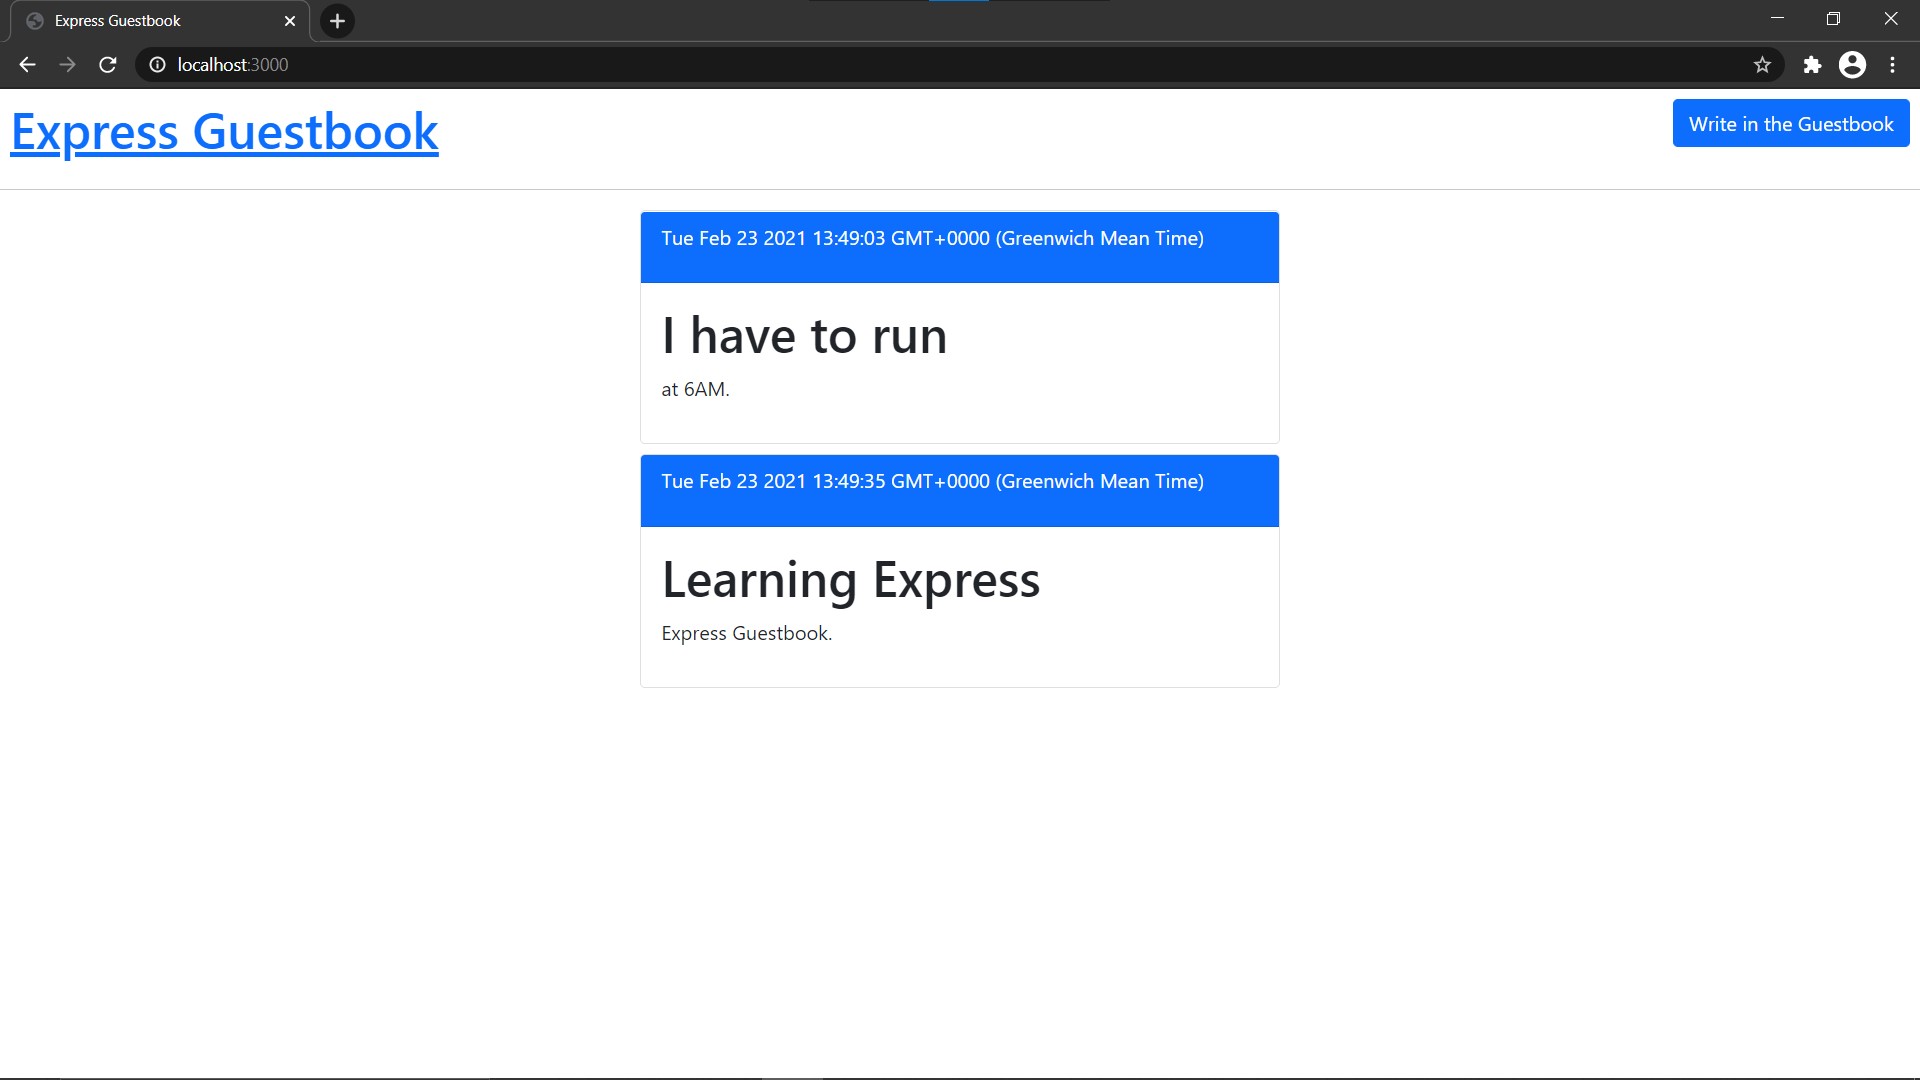 Express Guestbook
localhost:3000
Express Guestbook
Write in the Guestbook
Tue Feb 23 2021 13:49:03 GMT+0000 (Greenwich Mean Time)
I have to run
at 6AM.
Tue Feb 23 2021 13:49:35 GMT+0000 (Greenwich Mean Time)
Learning Express
Express Guestbook.